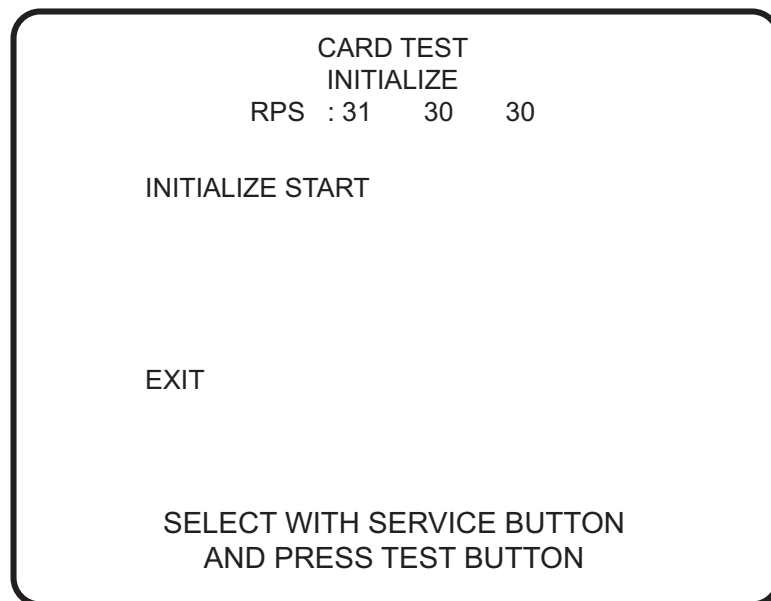 CARD TEST
INITIALIZE
RPS : 31 30 30
INITIALIZE START
EXIT
SELECT WITH SERVICE BUTTON
AND PRESS TEST BUTTON